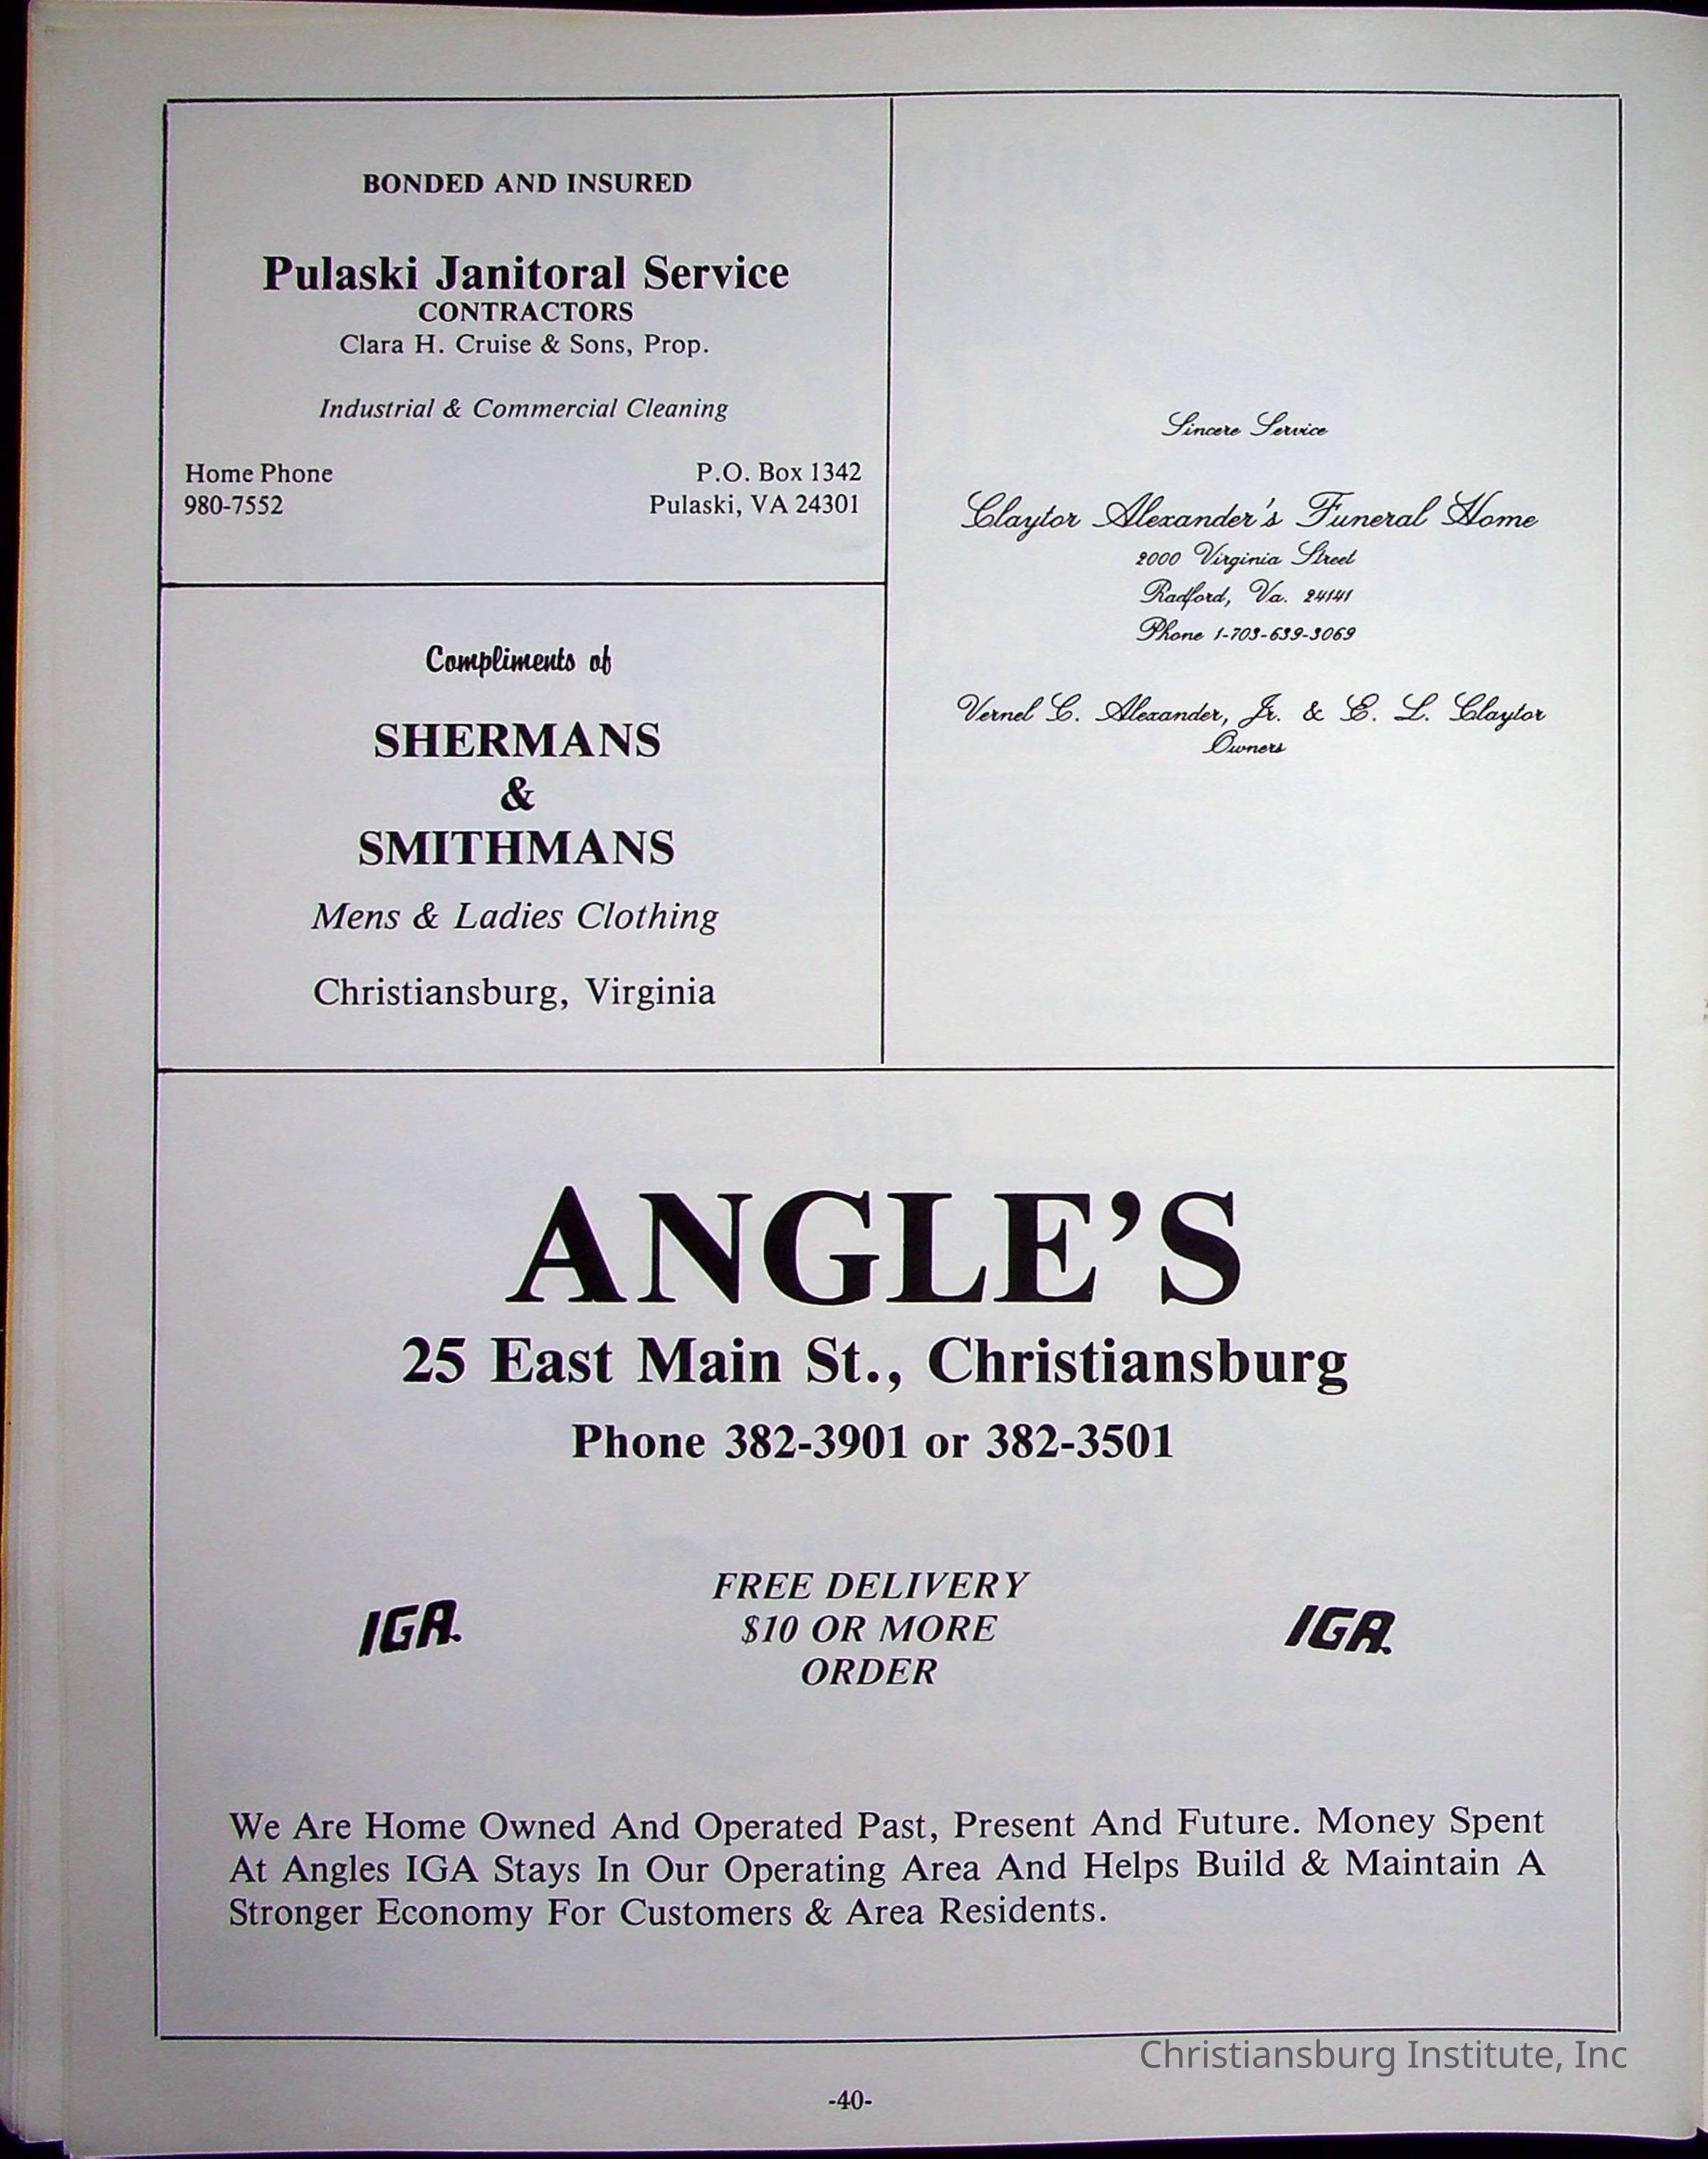 BONDED AND INSURED
Pulaski Janitoral Service
CONTRACTORS
Clara H. Cruise & Sons, Prop.
Industrial & Commercial Cleaning
Home Phone
980-7552
P.O. Box 1342
Pulaski, VA 24301
Compliments of
SHERMANS
&
SMITHMANS
Mens & Ladies Clothing
Christiansburg, Virginia
Sincere Service
Claytor Alexander's Funeral Home
2000 Virginia Street
Radford, Va. 24141
Phone 1-703-639-3069
Vernel C. Alexander, Jr. & E. L. Claytor
Owners
ANGLE'S
25 East Main St., Christiansburg
Phone 382-3901 or 382-3501
IGA
FREE DELIVERY
$10 OR MORE
ORDER
IGA
We Are Home Owned And Operated Past, Present And Future. Money Spent
At Angles IGA Stays In Our Operating Area And Helps Build & Maintain A
Stronger Economy For Customers & Area Residents.
Christiansburg Institute, Inc
-40-